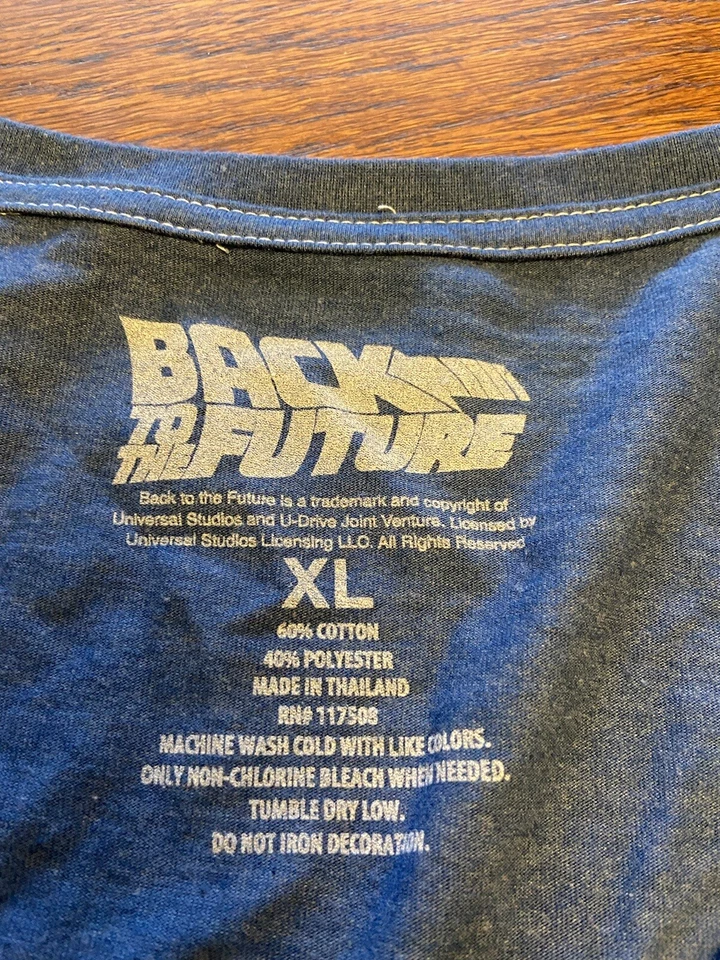 BACK
TO THE FUTURE
Back to the Future is a trademark and copyright of
Universal Studios and U-Drive Joint Venture. Licensed by
Universal Studios Licensing LLC. All Rights Reserved
XL
60% COTTON
40% POLYESTER
MADE IN THAILAND
RN# 117508
MACHINE WASH COLD WITH LIKE COLORS.
ONLY NON-CHLORINE BLEACH WHEN NEEDED.
TUMBLE DRY LOW.
DO NOT IRON DECORATION.